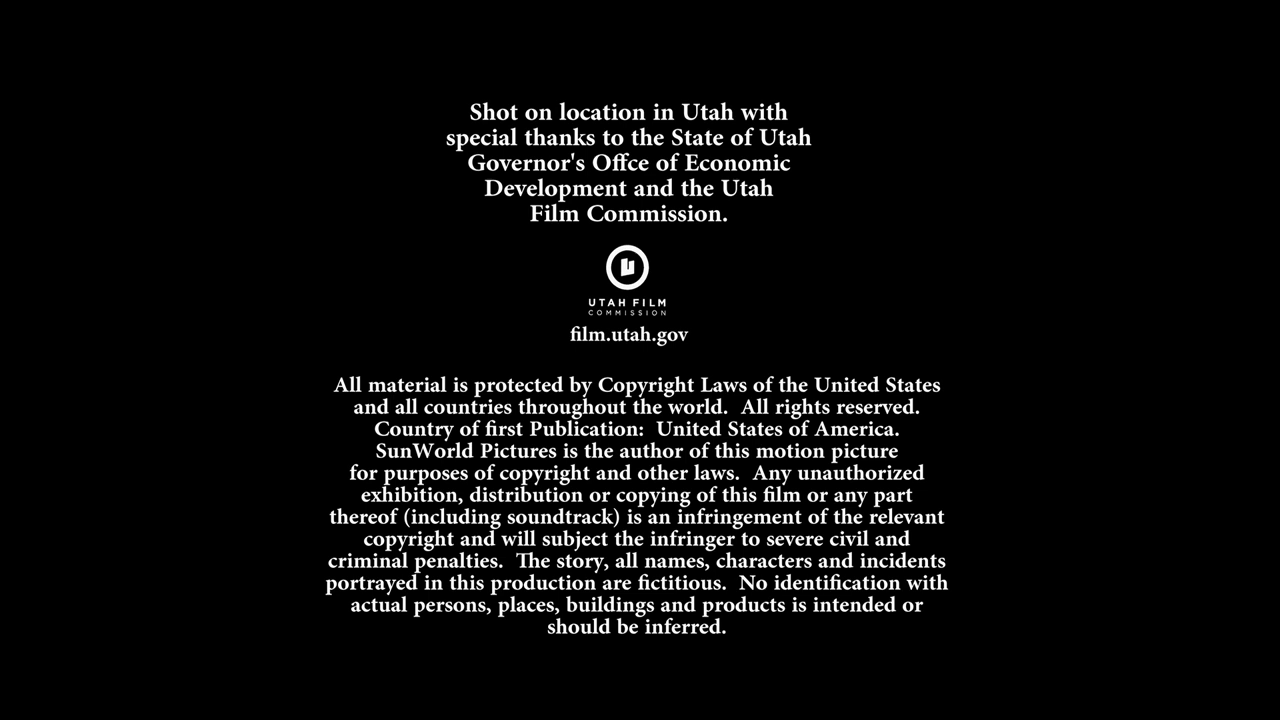 Shot on location in Utah with
special thanks to the State of Utah
Governor's Offce of Economic
Development and the Utah
Film Commission.
UTAH FILM
COMMISSION
film.utah.gov
All material is protected by Copyright Laws of the United States
and all countries throughout the world.  All rights reserved.
Country of first Publication:  United States of America.
SunWorld Pictures is the author of this motion picture
for purposes of copyright and other laws.  Any unauthorized
exhibition, distribution or copying of this film or any part
thereof (including soundtrack) is an infringement of the relevant
copyright and will subject the infringer to severe civil and
criminal penalties.  The story, all names, characters and incidents
portrayed in this production are fictitious.  No identification with
actual persons, places, buildings and products is intended or
should be inferred.